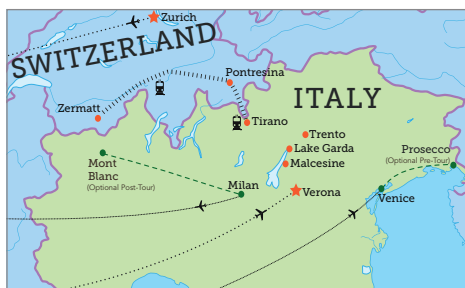 Zurich
SWITZERLAND
Pontresina
ITALY
Zermatt
Tirano
Trento
Lake Garda
Prosecco
(Optional Pre-Tour)
Malcesine
Mont
Blanc
(Optional Post-Tour)
Milan
Verona
Venice